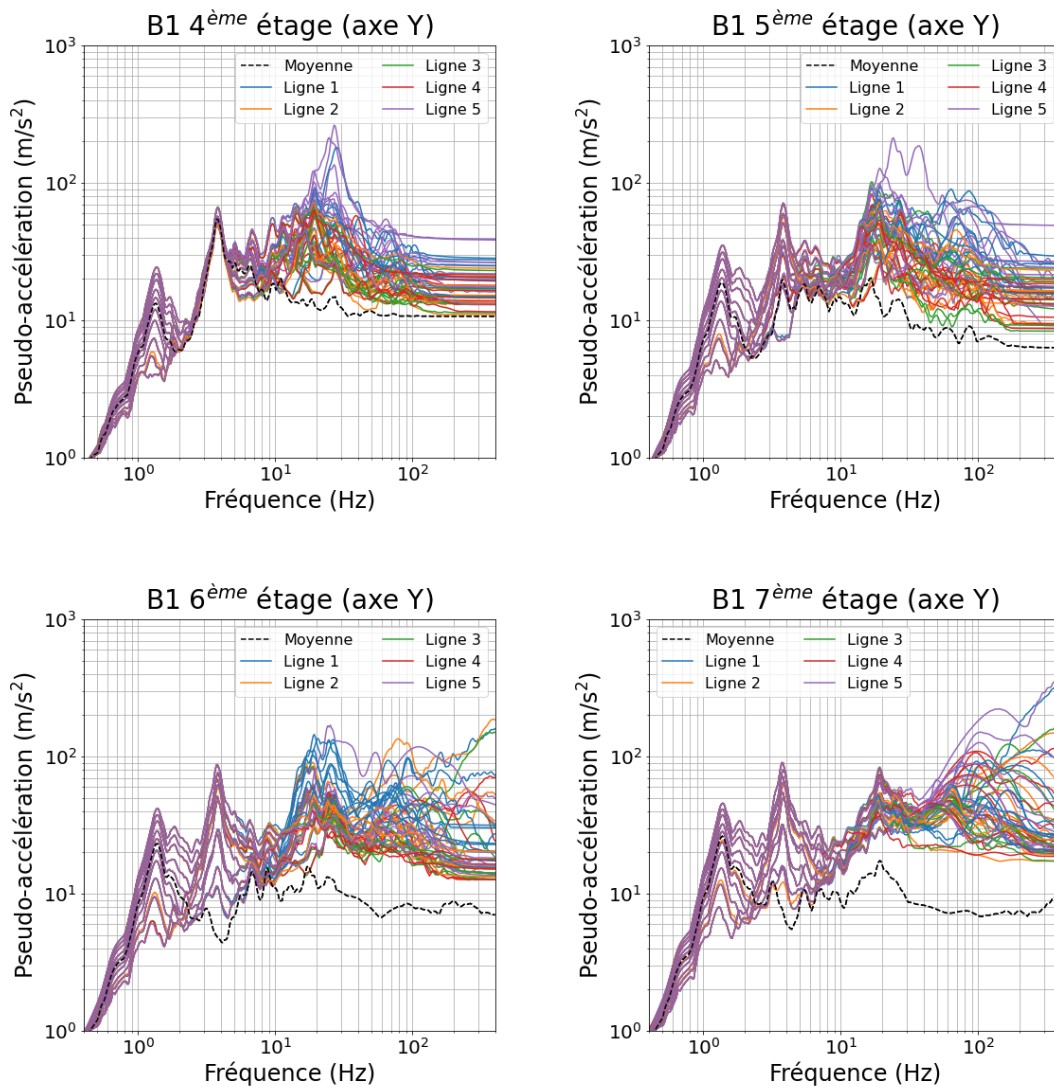 B1 4ème étage (axe Y)
Pseudo-accélération (m/s²)
10³
10²
10¹
10⁰
Moyenne
Ligne 1
Ligne 2
Ligne 3
Ligne 4
Ligne 5
10⁰ 10¹ 10²
Fréquence (Hz)
B1 5ème étage (axe Y)
Pseudo-accélération (m/s²)
10³
10²
10¹
10⁰
Moyenne
Ligne 1
Ligne 2
Ligne 3
Ligne 4
Ligne 5
10⁰ 10¹ 10²
Fréquence (Hz)
B1 6ème étage (axe Y)
Pseudo-accélération (m/s²)
10³
10²
10¹
10⁰
Moyenne
Ligne 1
Ligne 2
Ligne 3
Ligne 4
Ligne 5
10⁰ 10¹ 10²
Fréquence (Hz)
B1 7ème étage (axe Y)
Pseudo-accélération (m/s²)
10³
10²
10¹
10⁰
Moyenne
Ligne 1
Ligne 2
Ligne 3
Ligne 4
Ligne 5
10⁰ 10¹ 10²
Fréquence (Hz)